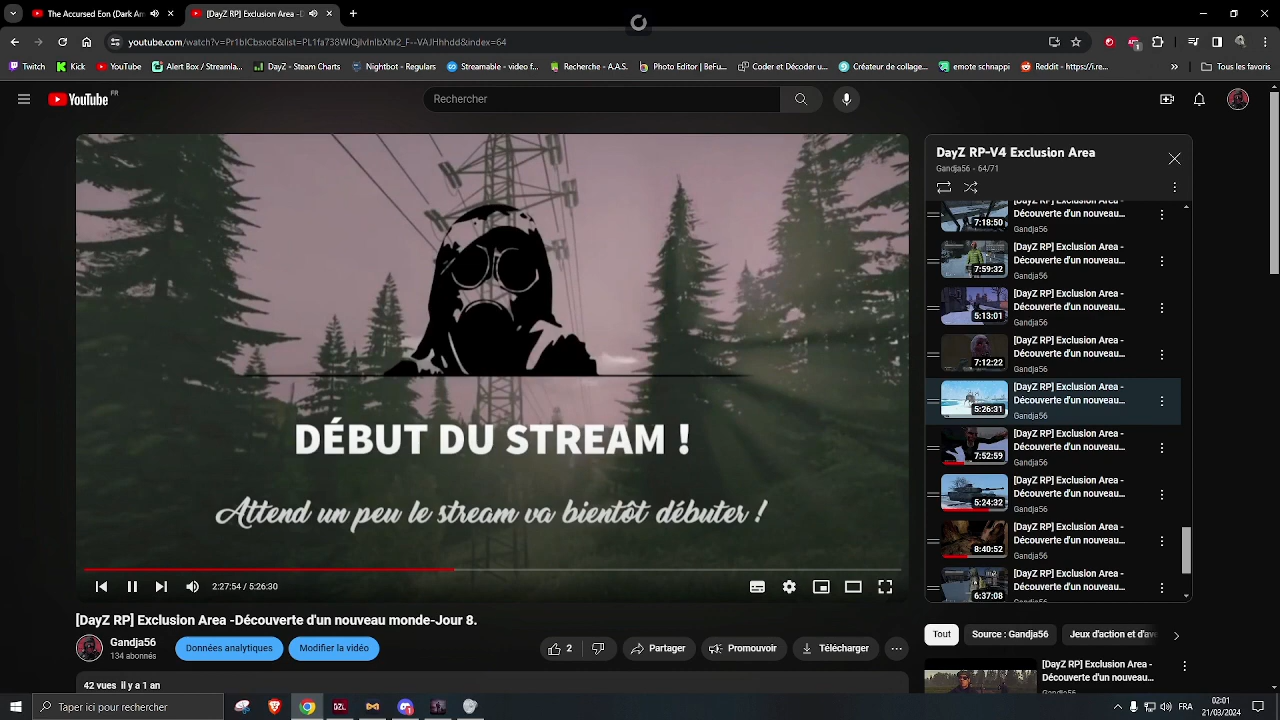 The Accursed Eon (Dark Am
[DayZ RP] Exclusion Area -D
youtube.com/watch?v=Pr1bICbsxoE&list=PL1fa738WIQjlvInlbXhr2_F--VAJHhhdd&index=64
Twitch
Kick
YouTube
Alert Box / Streamla...
DayZ - Steam Charts
Nightbot - Regulars
Streamable - video f...
Recherche - A.A.S.
Photo Editor | BeFu...
Coder et Décoder u...
Créateur de collage...
emote schnappi
Reddit - https://i.re...
Tous les favoris
YouTube FR
Rechercher
DÉBUT DU STREAM !
Attend un peu le stream va bientôt débuter !
2:27:54 / 5:26:30
[DayZ RP] Exclusion Area -Découverte d'un nouveau monde-Jour 8.
Gandja56
134 abonnés
Données analytiques
Modifier la vidéo
2
Partager
Promouvoir
Télécharger
42 vues il y a 1 an
DayZ RP-V4 Exclusion Area
Gandja56 - 64/71
[DayZ RP] Exclusion Area -
Découverte d'un nouveau...
Gandja56
7:18:50
[DayZ RP] Exclusion Area -
Découverte d'un nouveau...
Gandja56
7:59:32
[DayZ RP] Exclusion Area -
Découverte d'un nouveau...
Gandja56
5:13:01
[DayZ RP] Exclusion Area -
Découverte d'un nouveau...
Gandja56
7:12:22
[DayZ RP] Exclusion Area -
Découverte d'un nouveau...
Gandja56
5:26:31
[DayZ RP] Exclusion Area -
Découverte d'un nouveau...
Gandja56
7:52:59
[DayZ RP] Exclusion Area -
Découverte d'un nouveau...
Gandja56
5:24:32
[DayZ RP] Exclusion Area -
Découverte d'un nouveau...
Gandja56
8:40:52
[DayZ RP] Exclusion Area -
Découverte d'un nouveau...
6:37:08
Tout
Source : Gandja56
Jeux d'action et d'ave
[DayZ RP] Exclusion Area -
Découverte d'un nouveau...
Taper ici pour rechercher
FRA
02:01
21/03/2024